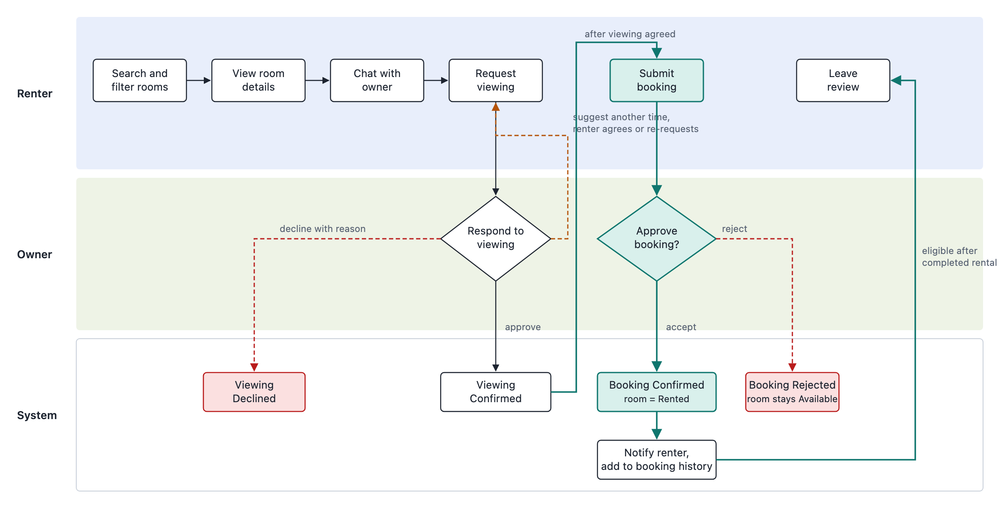 after viewing agreed
Renter
Search and
filter rooms
View room
details
Chat with
owner
Request
viewing
Submit
booking
Leave
review
suggest another time,
renter agrees or re-requests
Owner
decline with reason
Respond to
viewing
Approve
booking?
reject
eligible after
completed rental
approve
accept
System
Viewing
Declined
Viewing
Confirmed
Booking Confirmed
room = Rented
Booking Rejected
room stays Available
Notify renter,
add to booking history